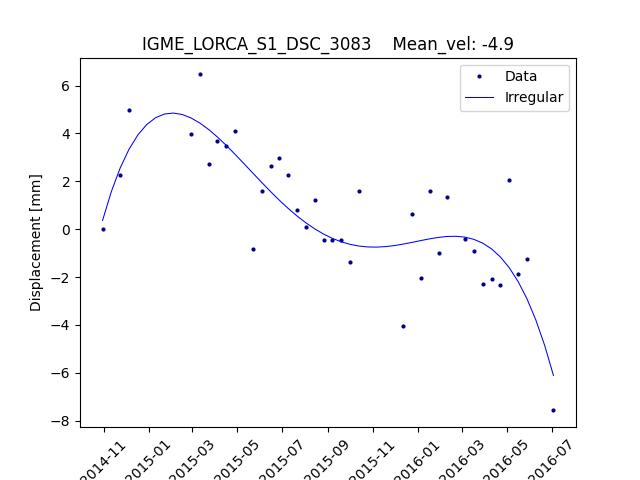 IGME_LORCA_S1_DSC_3083    Mean_vel: -4.9
Data
Irregular
Displacement [mm]
6
4
2
0
−2
−4
−6
−8
2014-11 2015-01 2015-03 2015-05 2015-07 2015-09 2015-11 2016-01 2016-03 2016-05 2016-07